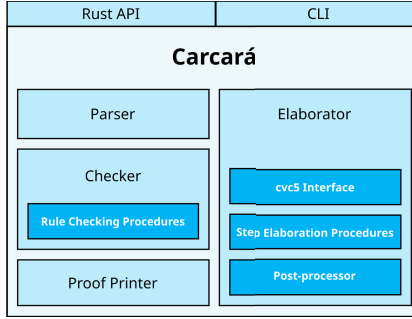 Rust API
CLI
Carcará
Parser
Elaborator
Checker
Rule Checking Procedures
cvc5 Interface
Step Elaboration Procedures
Proof Printer
Post-processor